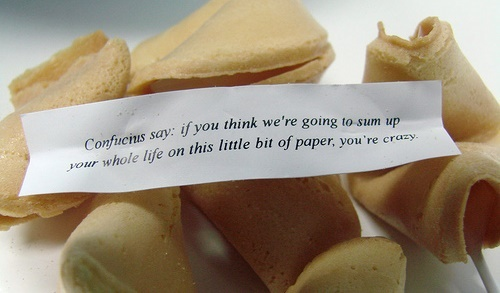 Confucius say: if you think we're going to sum up
your whole life on this little bit of paper, you're crazy.